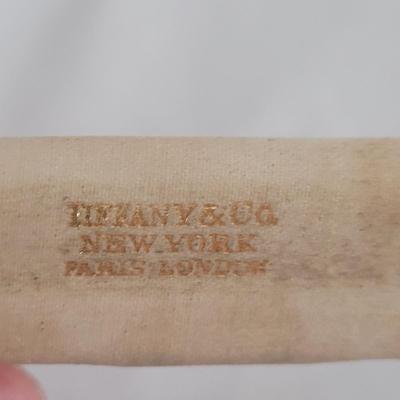 TIFFANY & CO.
NEW YORK
PARIS LONDON